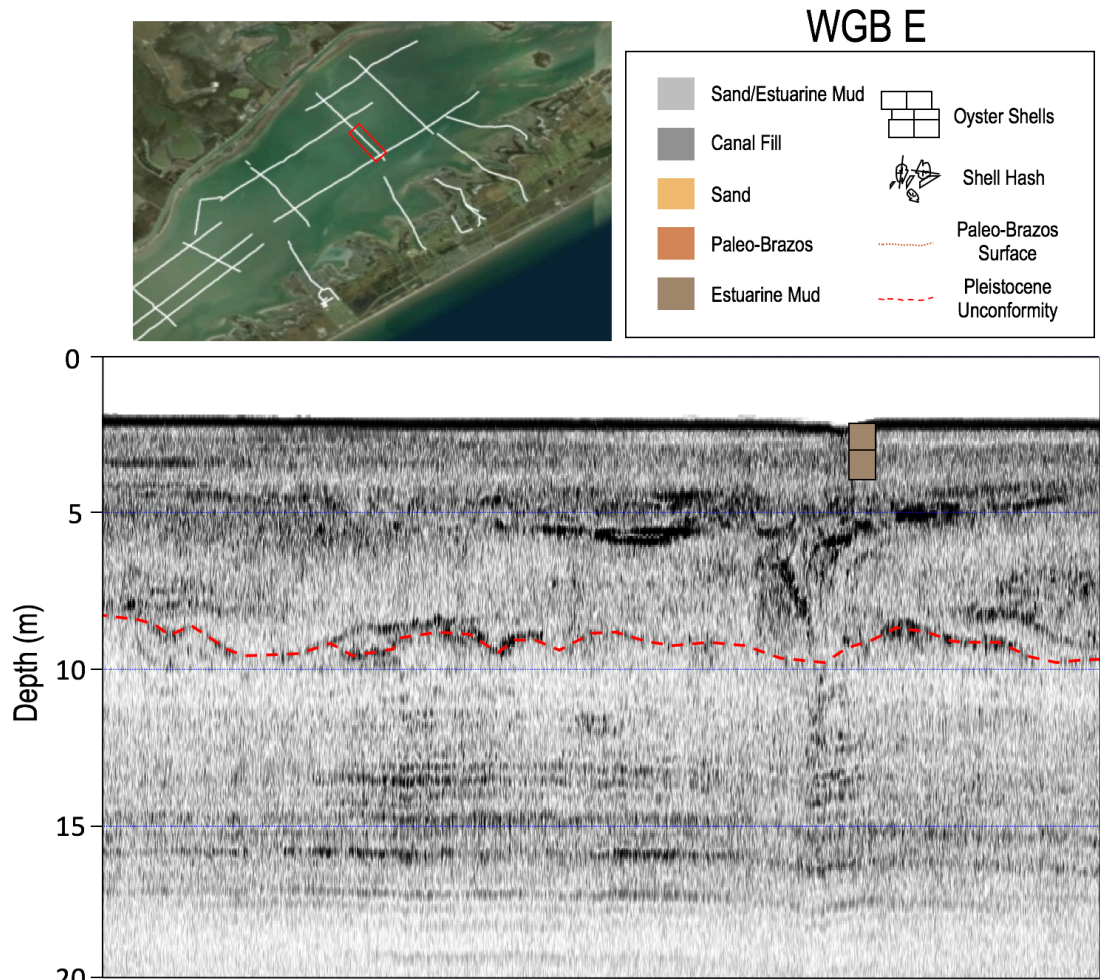 WGB E
Sand/Estuarine Mud
Canal Fill
Sand
Paleo-Brazos
Estuarine Mud
Oyster Shells
Shell Hash
Paleo-Brazos
Surface
Pleistocene
Unconformity
0
5
10
15
20
Depth (m)